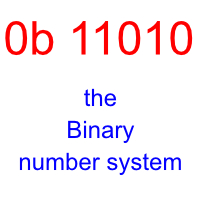 0b 11010
the
Binary
number system